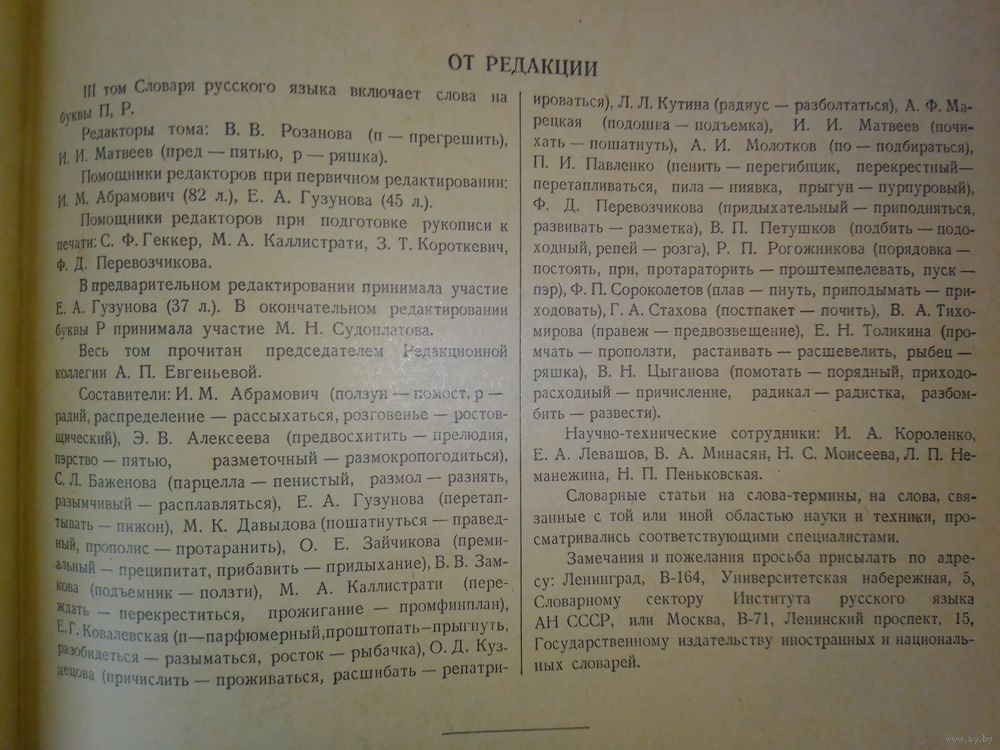 ОТ РЕДАКЦИИ
III том Словаря русского языка включает слова на
буквы П, Р.
Редакторы тома: В. В. Розанова (п — прегрешить),
И. И. Матвеев (пред — пятью, р — ряшка).
Помощники редакторов при первичном редактировании:
И. М. Абрамович (82 л.), Е. А. Гузунова (45 л.).
Помощники редакторов при подготовке рукописи к
печати: С. Ф. Геккер, М. А. Каллистрати, З. Т. Короткевич,
Ф. Д. Перевозчикова.
В предварительном редактировании принимала участие
Е. А. Гузунова (37 л.). В окончательном редактировании
буквы Р принимала участие М. Н. Судоплатова.
Весь том прочитан председателем Редакционной
коллегии А. П. Евгеньевой.
Составители: И. М. Абрамович (ползун — помост, р —
радий, распределение — рассыхаться, розговенье — ростов-
щический), Э. В. Алексеева (предвосхитить — прелюдия,
пэрство — пятью, разметочный — размокропогодиться),
С. Л. Баженова (парцелла — пенистый, размол — разнять,
разымчивый — расплавляться), Е. А. Гузунова (перетап-
тывать — пижон), М. К. Давыдова (пошатнуться — правед-
ный, прополис — протаранить), О. Е. Зайчикова (преми-
альный — преципитат, прибавить — придыхание), В. В. Зам-
кова (подъемник — ползти), М. А. Каллистрати (пере-
ждать — перекреститься, прожигание — промфинплан),
Е. Г. Ковалевская (п—парфюмерный, проштопать—прыгнуть,
разобидеться — разыматься, росток — рыбачка), О. Д. Куз-
нецова (причислить — проживаться, расшибать — репатри-
ироваться), Л. Л. Кутина (радиус — разболтаться), А. Ф. Ма-
рецкая (подошва — подъемка), И. И. Матвеев (почи-
хать — пошатнуть), А. И. Молотков (по — подбираться),
П. И. Павленко (пенить — перегибщик, перекрестный—
перетапливаться, пила — пиявка, прыгун — пурпуровый),
Ф. Д. Перевозчикова (придыхательный — приподняться,
развивать — разметка), В. П. Петушков (подбить — подо-
ходный, репей — розга), Р. П. Рогожникова (порядовка —
постоять, при, протараторить — проштемпелевать, пуск —
пэр), Ф. П. Сороколетов (плав — пнуть, приподымать — при-
ходовать), Г. А. Стахова (постпакет — почить), В. А. Тихо-
мирова (правеж — предвозвещение), Е. Н. Толикина (про-
мчать — проползти, растаивать — расшевелить, рыбец —
ряшка), В. Н. Цыганова (помотать — порядный, приходо-
расходный — причисление, радикал — радистка, разбом-
бить — развести).
Научно-технические сотрудники: И. А. Короленко,
Е. А. Левашов, В. А. Минасян, Н. С. Моисеева, Л. П. Не-
манежина, Н. П. Пеньковская.
Словарные статьи на слова-термины, на слова, свя-
занные с той или иной областью науки и техники, про-
сматривались соответствующими специалистами.
Замечания и пожелания просьба присылать по адре-
су: Ленинград, В-164, Университетская набережная, 5,
Словарному сектору Института русского языка
АН СССР, или Москва, В-71, Ленинский проспект, 15,
Государственному издательству иностранных и националь-
ных словарей.
www.ay.by